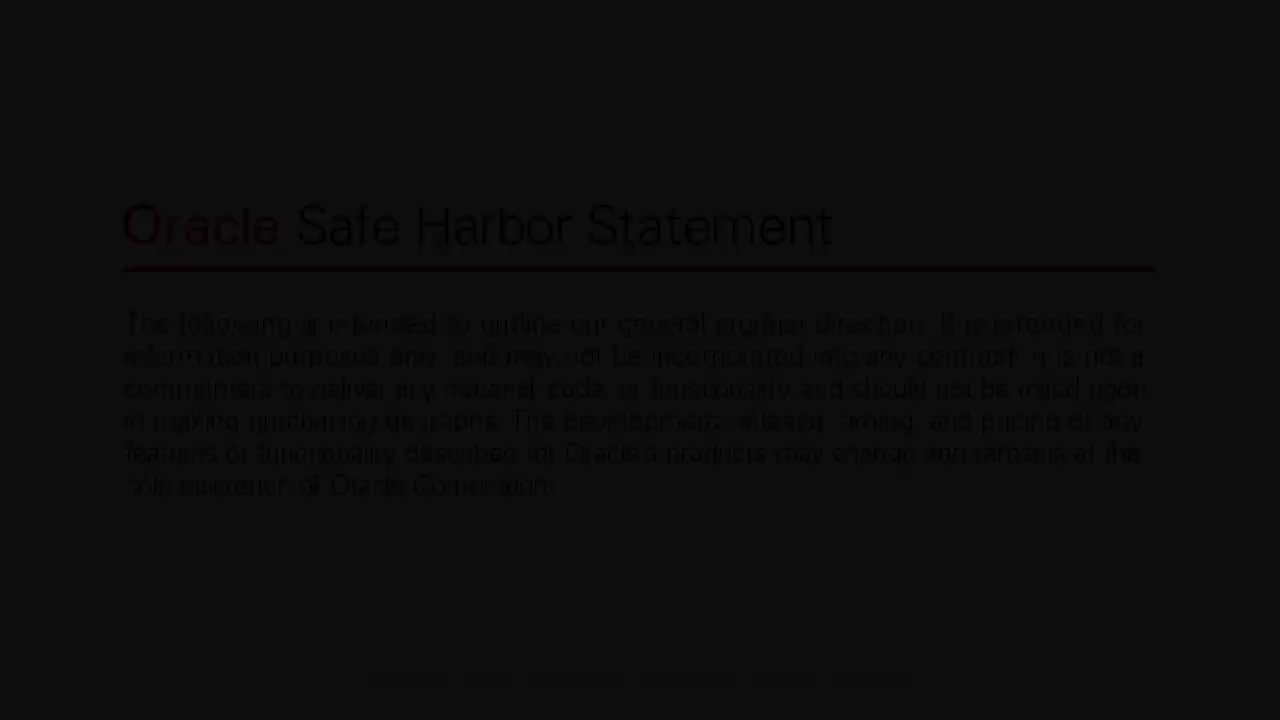 Oracle Safe Harbor Statement
The following is intended to outline our general product direction. It is intended for
information purposes only, and may not be incorporated into any contract. It is not a
commitment to deliver any material, code, or functionality, and should not be relied upon
in making purchasing decisions. The development, release, timing, and pricing of any
features or functionality described for Oracle's products may change and remains at the
sole discretion of Oracle Corporation.